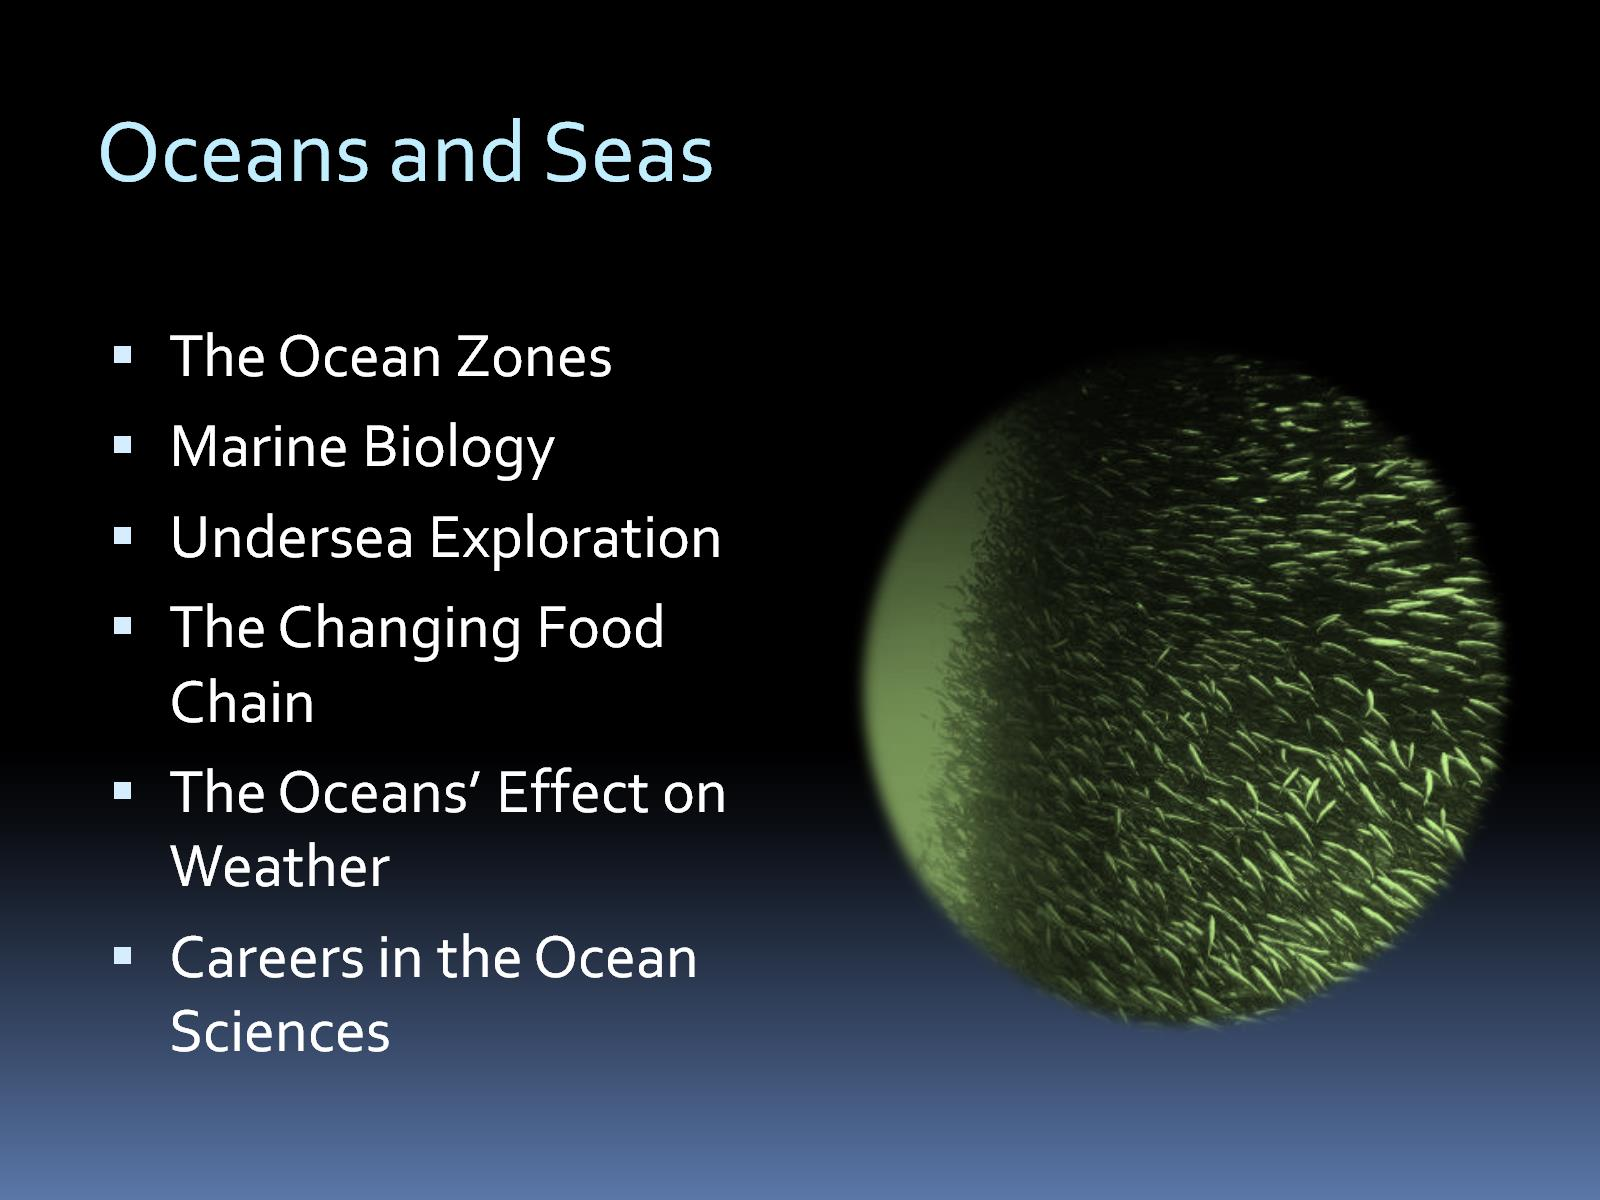 Oceans and Seas
▪ The Ocean Zones
▪ Marine Biology
▪ Undersea Exploration
▪ The Changing Food
Chain
▪ The Oceans’ Effect on
Weather
▪ Careers in the Ocean
Sciences